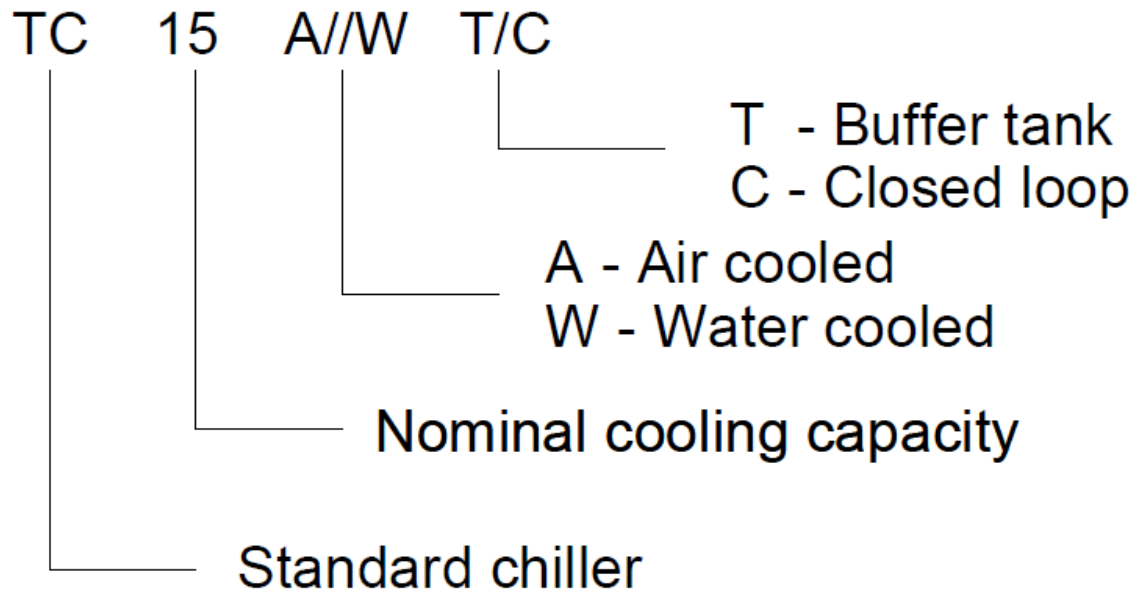 TC 15 A//W T/C
T - Buffer tank
C - Closed loop
A - Air cooled
W - Water cooled
Nominal cooling capacity
Standard chiller